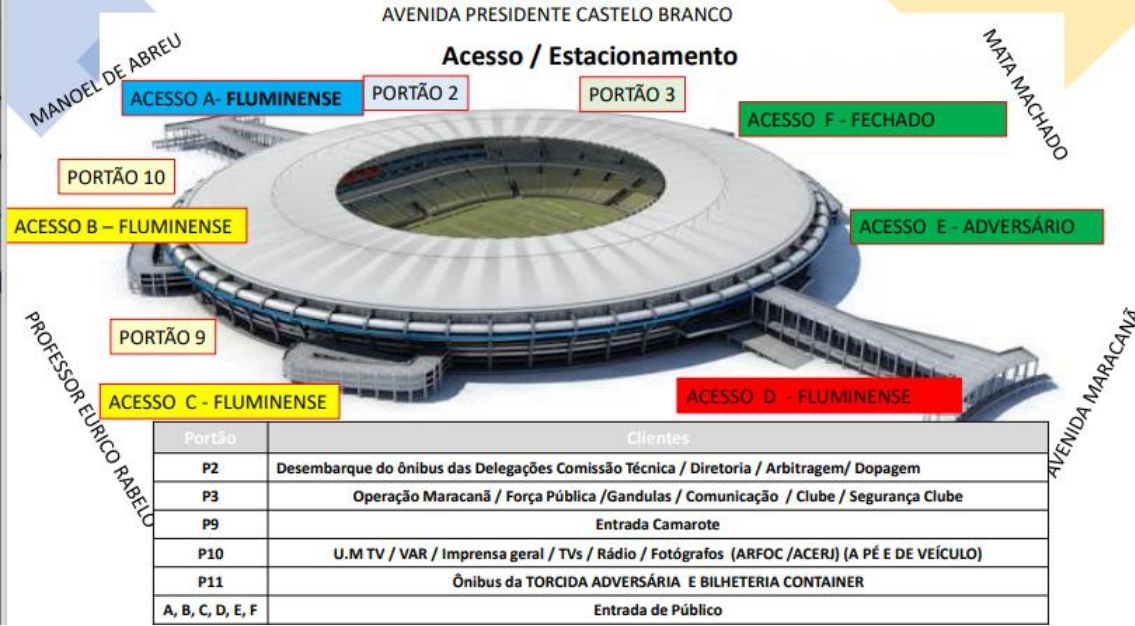 AVENIDA PRESIDENTE CASTELO BRANCO
Acesso / Estacionamento
MANOEL DE ABREU
MATA MACHADO
ACESSO A- FLUMINENSE
PORTÃO 2
PORTÃO 3
ACESSO F - FECHADO
PORTÃO 10
ACESSO B – FLUMINENSE
ACESSO E - ADVERSÁRIO
PORTÃO 9
PROFESSOR EURICO RABELO
AVENIDA MARACANÃ
ACESSO C - FLUMINENSE
ACESSO D - FLUMINENSE
Portão Clientes
P2 Desembarque do ônibus das Delegações Comissão Técnica / Diretoria / Arbitragem/ Dopagem
P3 Operação Maracanã / Força Pública /Gandulas / Comunicação / Clube / Segurança Clube
P9 Entrada Camarote
P10 U.M TV / VAR / Imprensa geral / TVs / Rádio / Fotógrafos (ARFOC /ACERJ) (A PÉ E DE VEÍCULO)
P11 Ônibus da TORCIDA ADVERSÁRIA E BILHETERIA CONTAINER
A, B, C, D, E, F Entrada de Público